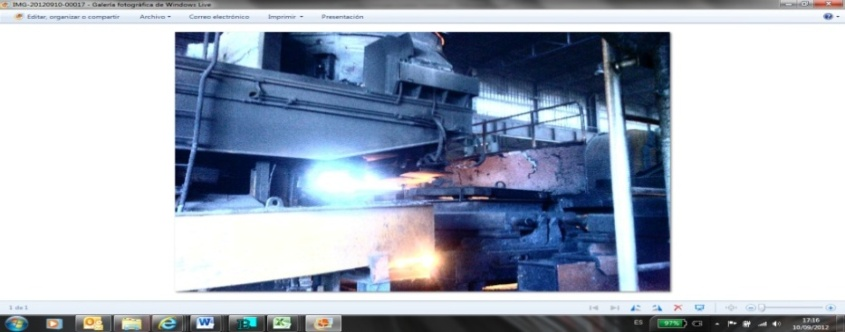 IMG-20120910-00017 - Galería fotográfica de Windows Live
Editar, organizar o compartir Archivo Correo electrónico Imprimir Presentación
1 de 1
ES 97% 17:16
10/09/2012